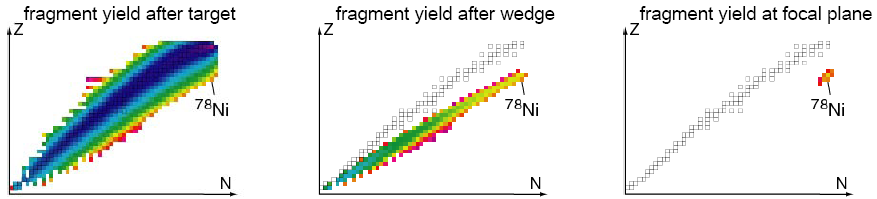 fragment yield after target
Z
78Ni
N
fragment yield after wedge
Z
78Ni
N
fragment yield at focal plane
Z
78Ni
N